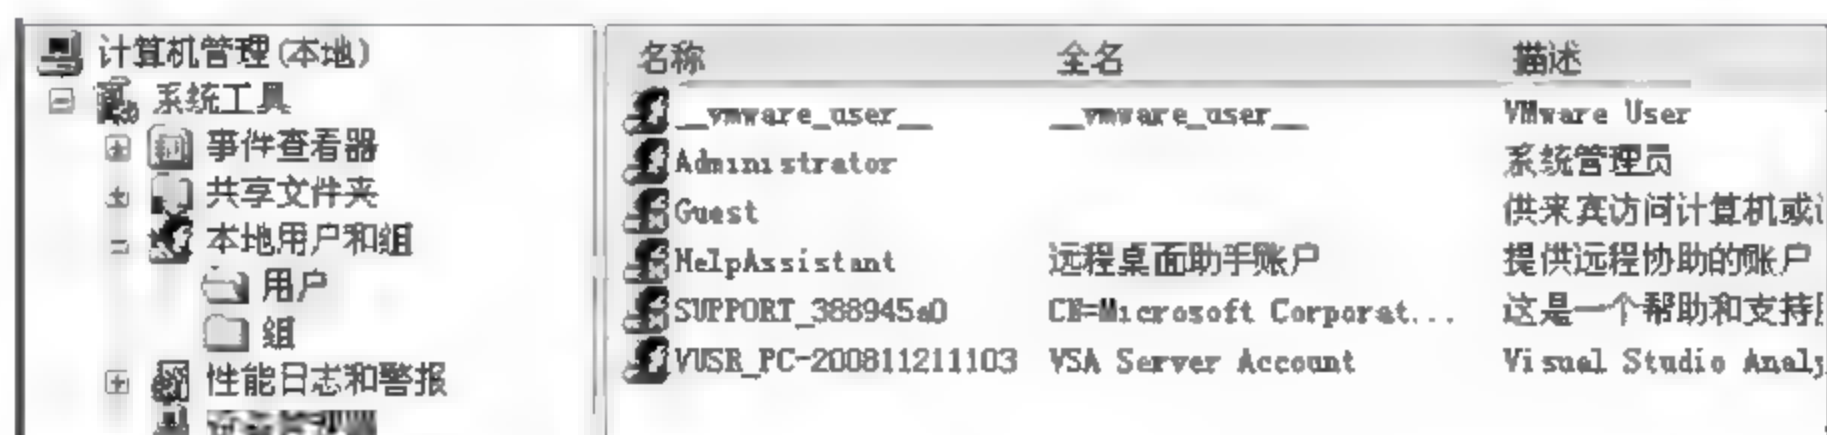 计算机管理(本地)
系统工具
事件查看器
共享文件夹
本地用户和组
用户
组
性能日志和警报
名称 全名 描述
__vmware_user__ __vmware_user__ VMware User
Administrator 系统管理员
Guest 供来宾访问计算机或
HelpAssistant 远程桌面助手账户 提供远程协助的账户
SUPPORT_388945a0 CN=Microsoft Corporat... 这是一个帮助和支持
VUSR_PC-200811211103 VSA Server Account Visual Studio Analy